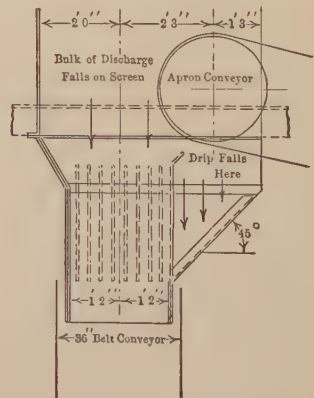 2'0" 2'3" 1'3"
Bulk of Discharge
Falls on Screen
Apron Conveyor
Drip Falls
Here
45°
1'2" 1'2"
36" Belt Conveyor